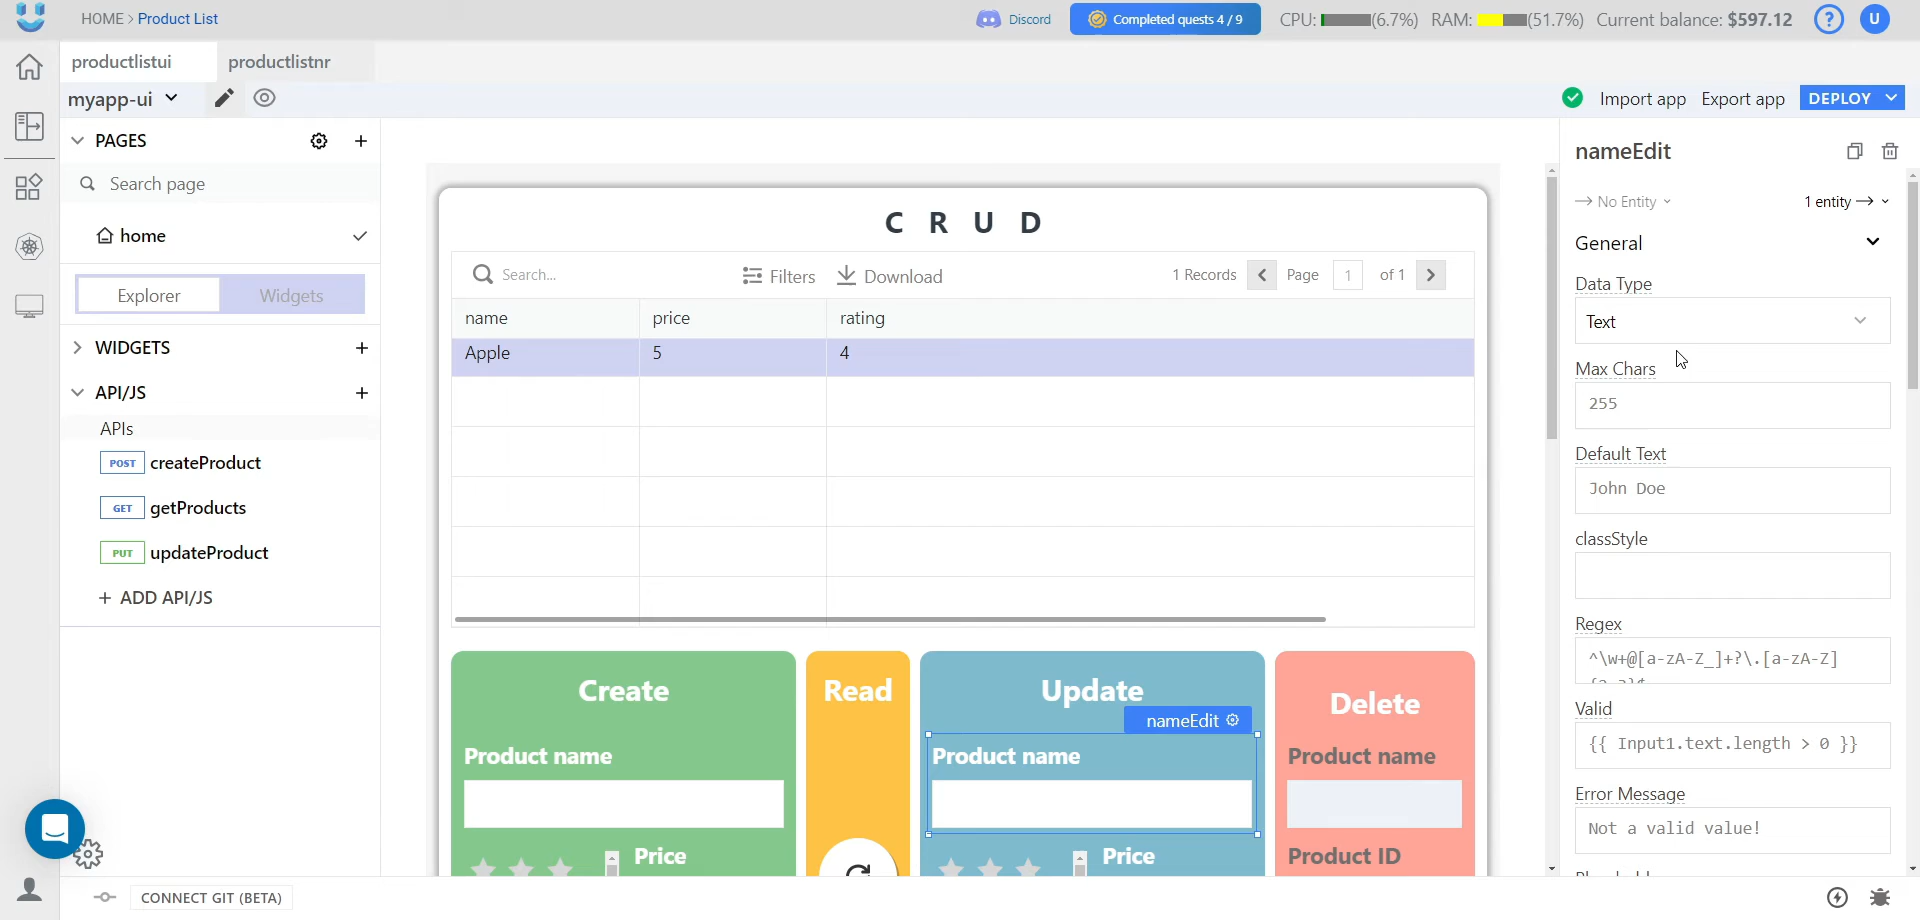 HOME > Product List
Discord
Completed quests 4 / 9
CPU: (6.7%) RAM: (51.7%) Current balance: $597.12
?
U
productlistui
productlistnr
myapp-ui
Import app
Export app
DEPLOY
PAGES
Search page
home
Explorer
Widgets
WIDGETS
API/JS
APIs
POST createProduct
GET getProducts
PUT updateProduct
+ ADD API/JS
CONNECT GIT (BETA)
C R U D
Search...
Filters
Download
1 Records
Page
1
of 1
name price rating
Apple 5 4
Create
Product name
Price
Read
Update
nameEdit
Product name
Price
Delete
Product name
Product ID
nameEdit
No Entity
1 entity
General
Data Type
Text
Max Chars
255
Default Text
John Doe
classStyle
Regex
^\w+@[a-zA-Z_]+?\.[a-zA-Z]
Valid
{{ Input1.text.length > 0 }}
Error Message
Not a valid value!